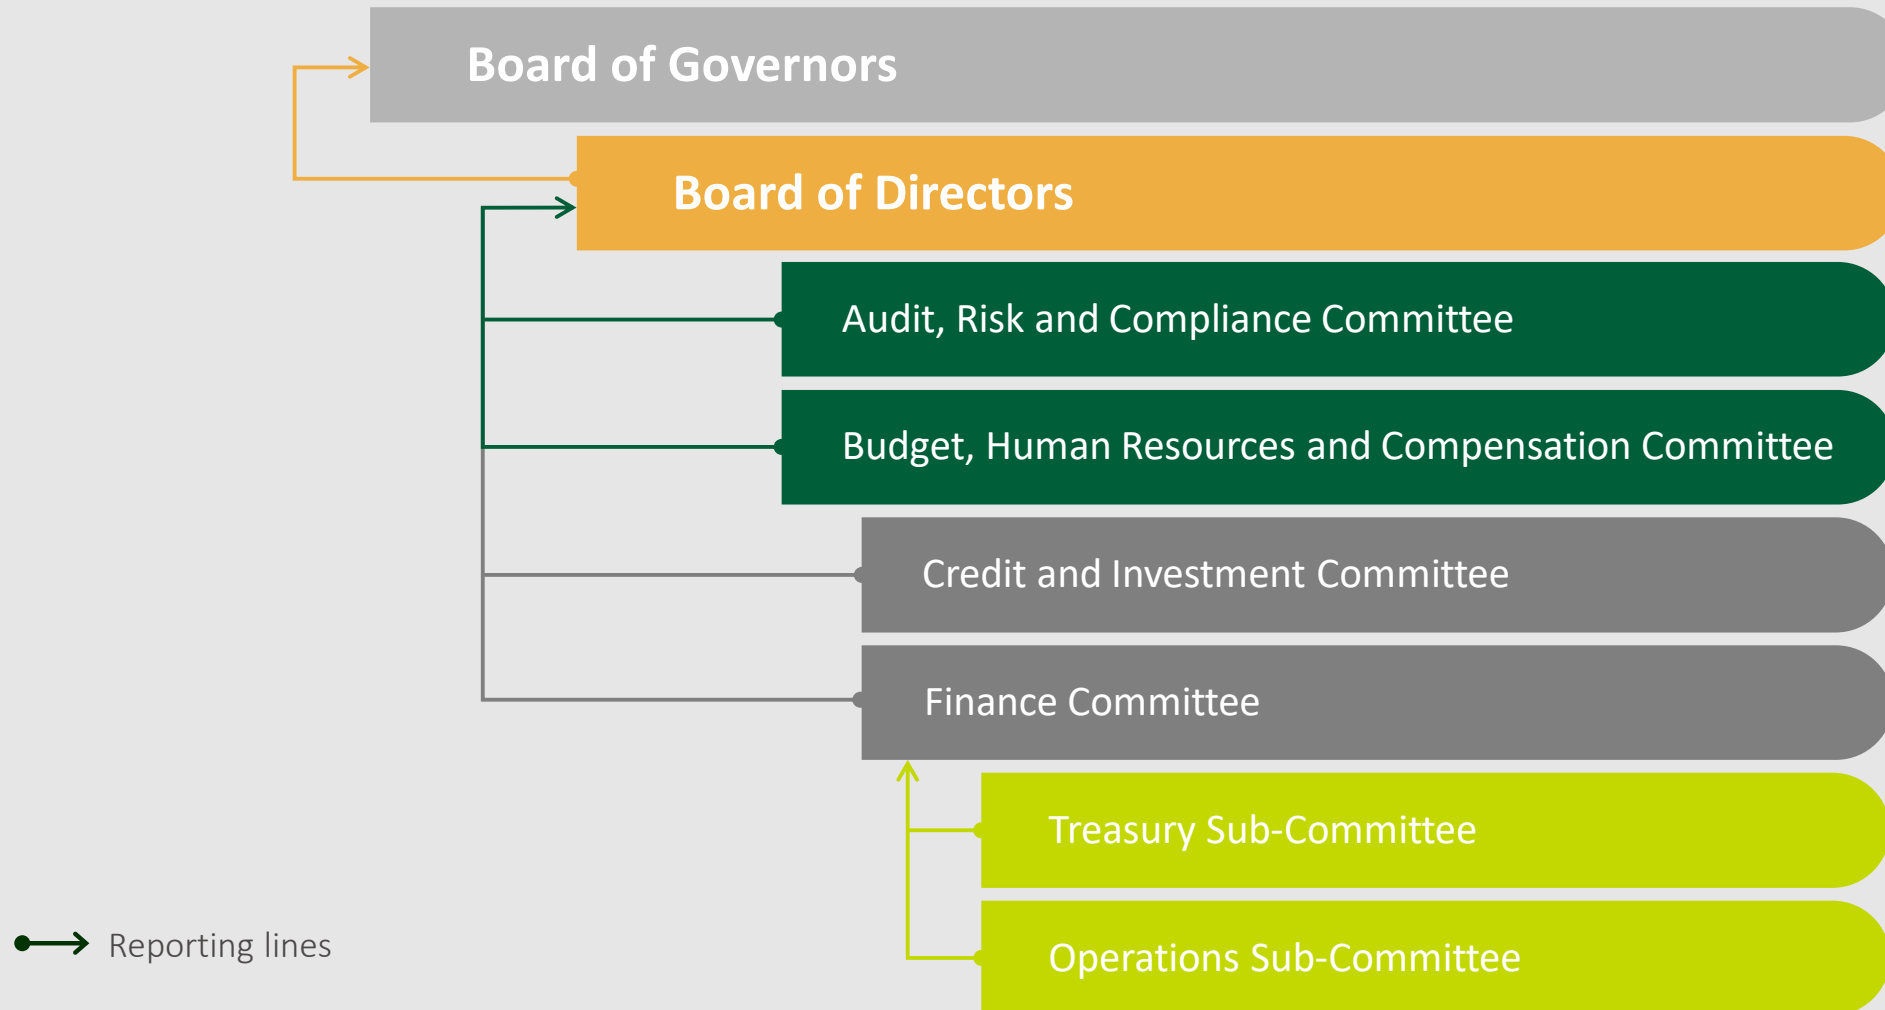 Board of Governors
Board of Directors
Audit, Risk and Compliance Committee
Budget, Human Resources and Compensation Committee
Credit and Investment Committee
Finance Committee
Treasury Sub-Committee
Operations Sub-Committee
Reporting lines